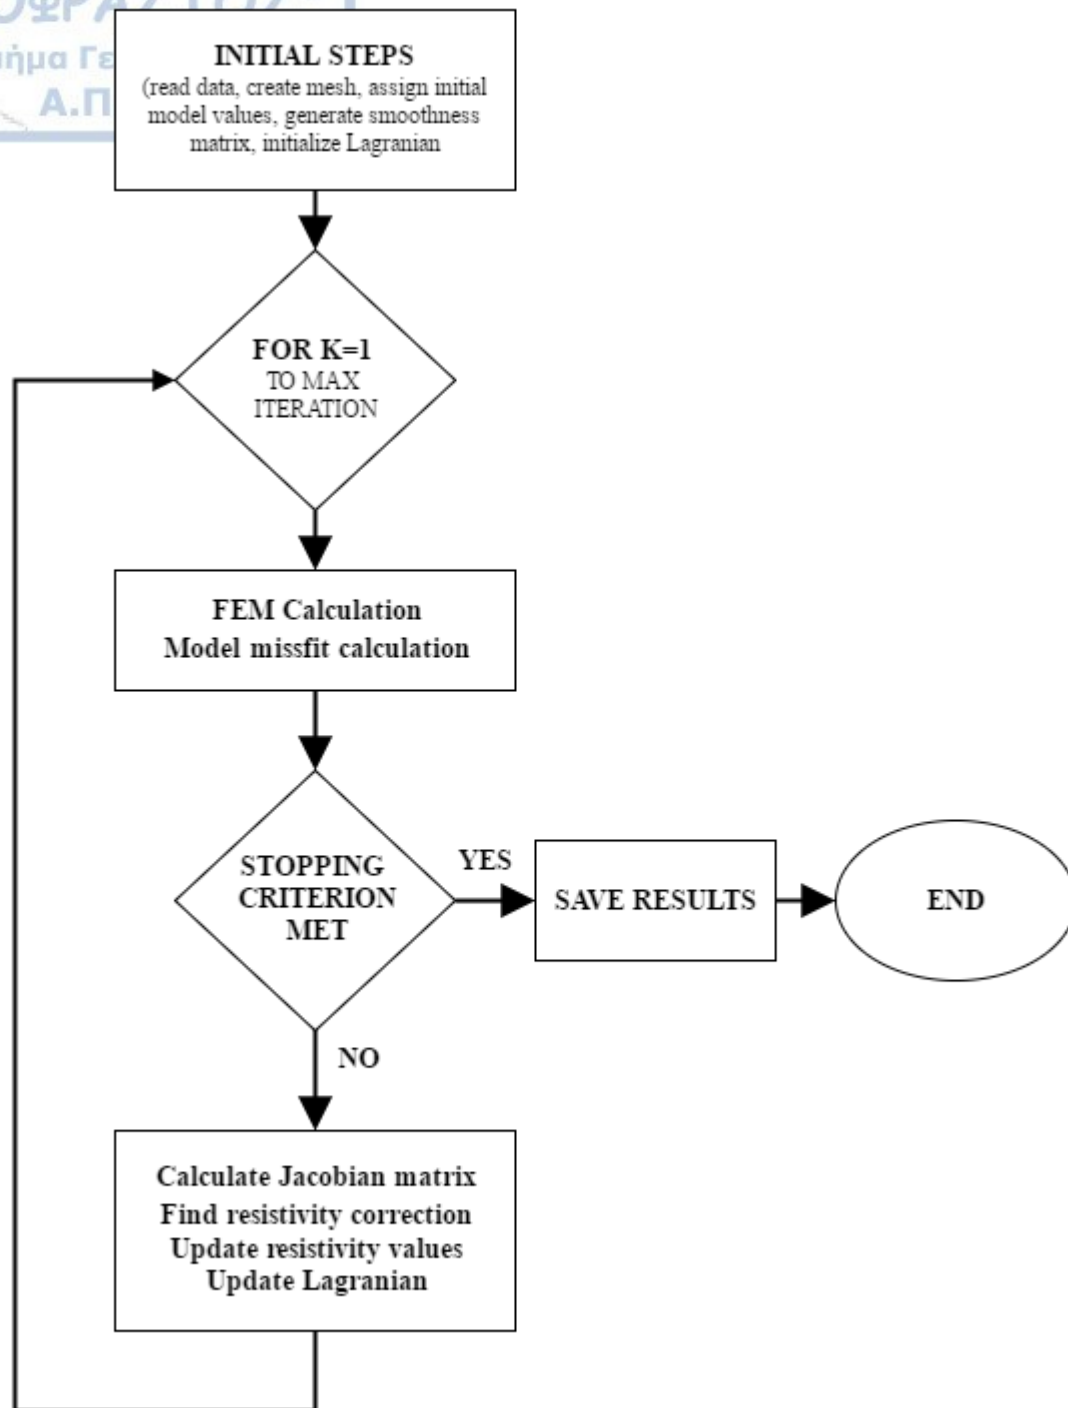 INITIAL STEPS
(read data, create mesh, assign initial
model values, generate smoothness
matrix, initialize Lagranian
FOR K=1
TO MAX
ITERATION
FEM Calculation
Model missfit calculation
STOPPING
CRITERION
MET
YES
SAVE RESULTS
END
NO
Calculate Jacobian matrix
Find resistivity correction
Update resistivity values
Update Lagranian